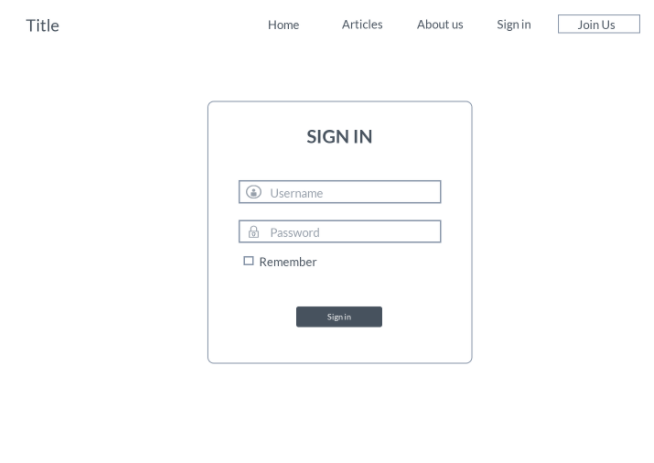 Title
Home Articles About us Sign in Join Us
SIGN IN
Username
Password
Remember
Sign in